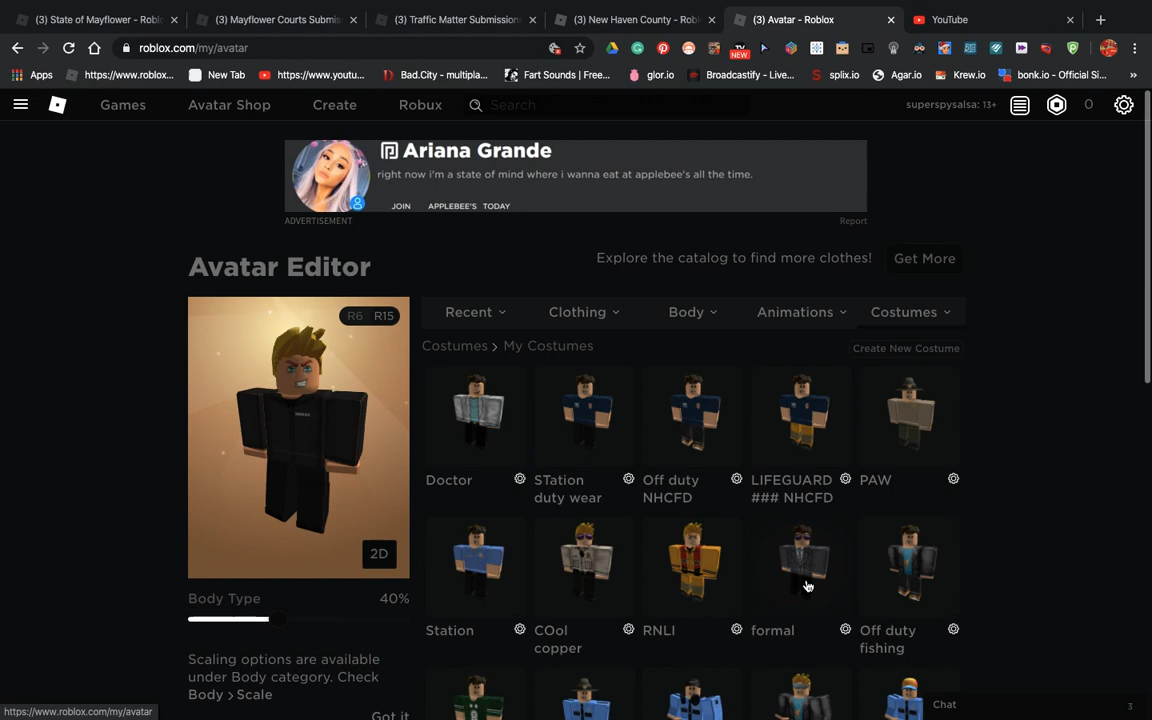 (3) State of Mayflower - Roblo
(3) Mayflower Courts Submis
(3) Traffic Matter Submission
(3) New Haven County - Rob
(3) Avatar - Roblox
YouTube
roblox.com/my/avatar
NEW
Apps
https://www.roblox...
New Tab
https://www.youtu...
Bad.City - multipla...
Fart Sounds | Free...
glor.io
Broadcastify - Live...
splix.io
Agar.io
Krew.io
bonk.io - Official Si...
Games
Avatar Shop
Create
Robux
Search
superspysalsa: 13+
0
Ariana Grande
right now i'm a state of mind where i wanna eat at applebee's all the time.
JOIN APPLEBEE'S TODAY
ADVERTISEMENT
Report
Avatar Editor
Explore the catalog to find more clothes!
Get More
R6 R15
2D
Body Type
40%
Scaling options are available
under Body category. Check
Body > Scale
Got it
Recent
Clothing
Body
Animations
Costumes
Costumes > My Costumes
Create New Costume
Doctor
STation
duty wear
Off duty
NHCFD
LIFEGUARD
### NHCFD
PAW
Station
COol
copper
RNLI
formal
Off duty
fishing
Chat
3
https://www.roblox.com/my/avatar